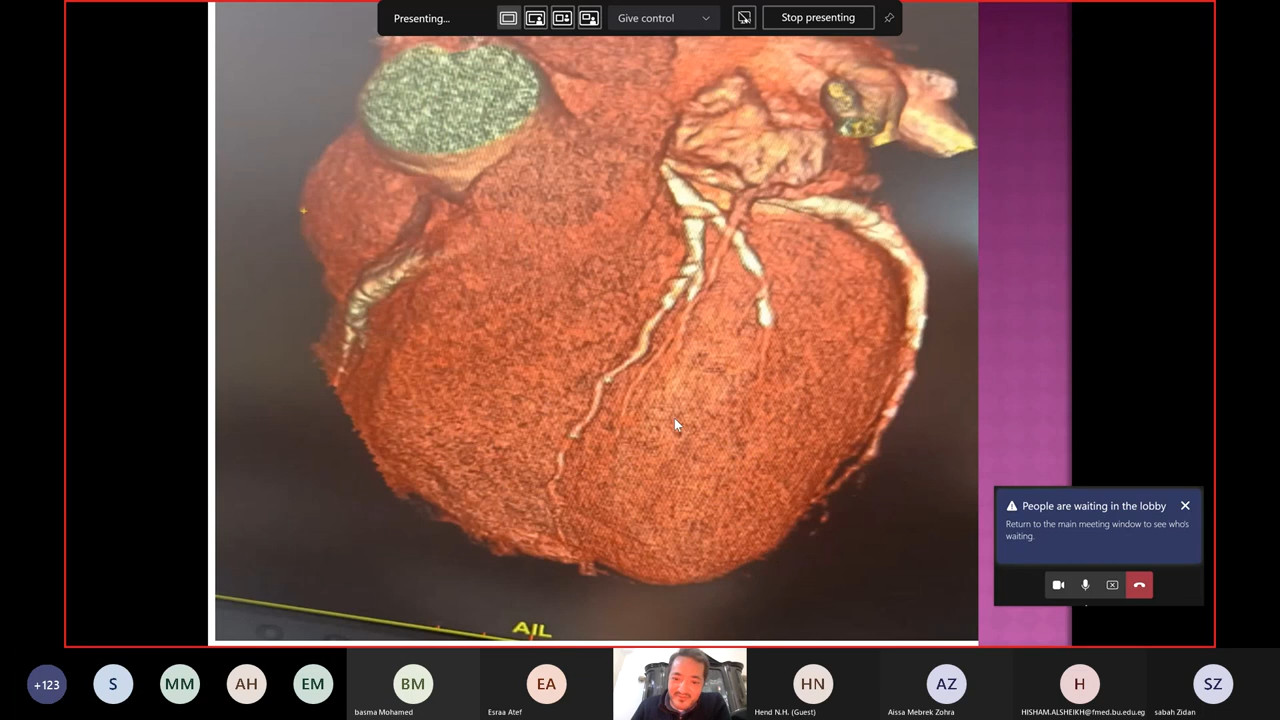 Presenting...
Give control
Stop presenting
People are waiting in the lobby
Return to the main meeting window to see who's
waiting.
AIL
+123
S
MM
AH
EM
BM
EA
HN
AZ
H
SZ
basma Mohamed
Esraa Atef
Hend N.H. (Guest)
Aissa Mebrek Zohra
HISHAM.ALSHEIKH@fmed.bu.edu.eg
sabah Zidan